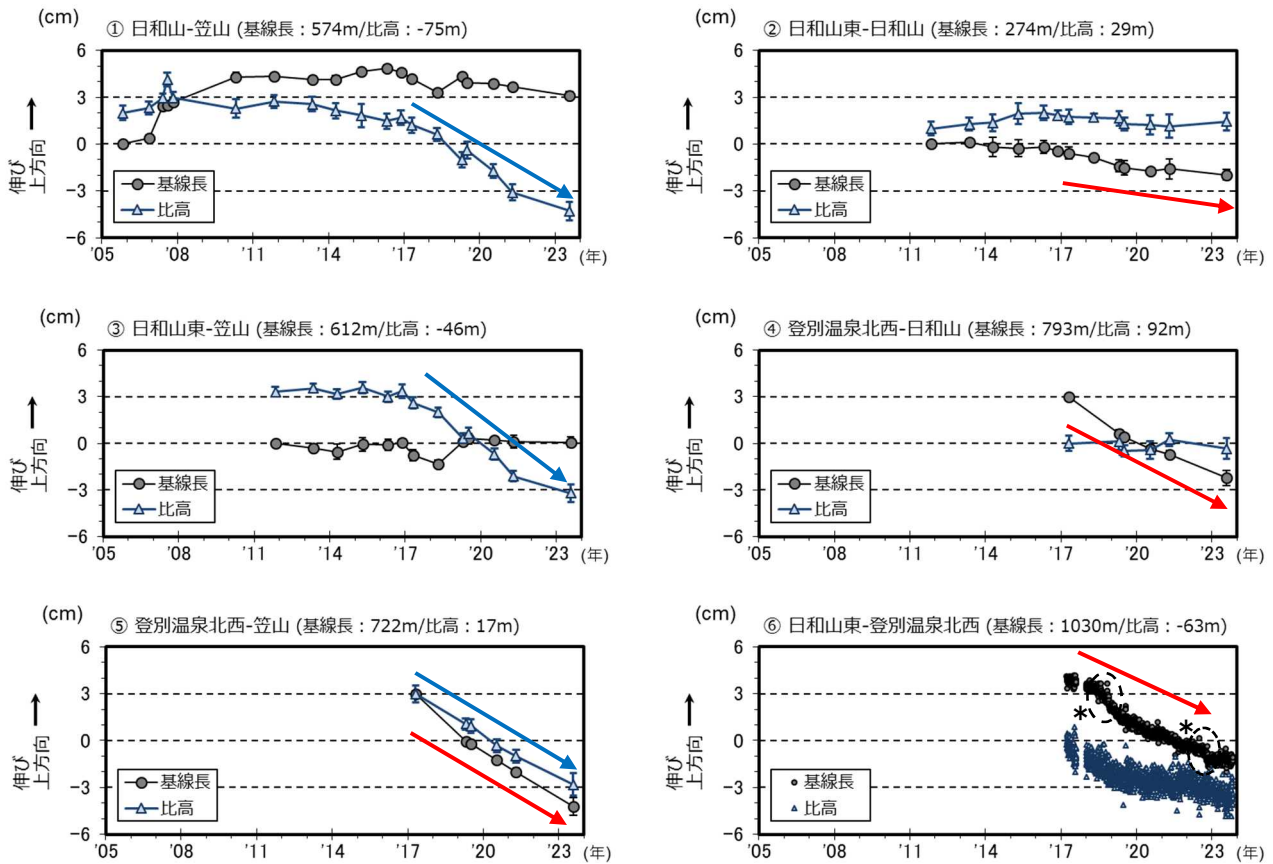 (cm)
① 日和山-笠山 (基線長：574m/比高：-75m)
6
3
0
−3
−6
伸び
上方向
基線長
比高
'05 '08 '11 '14 '17 '20 '23 (年)
(cm)
② 日和山東-日和山 (基線長：274m/比高：29m)
6
3
0
−3
−6
伸び
上方向
基線長
比高
'05 '08 '11 '14 '17 '20 '23 (年)
(cm)
③ 日和山東-笠山 (基線長：612m/比高：-46m)
6
3
0
−3
−6
伸び
上方向
基線長
比高
'05 '08 '11 '14 '17 '20 '23 (年)
(cm)
④ 登別温泉北西-日和山 (基線長：793m/比高：92m)
6
3
0
−3
−6
伸び
上方向
基線長
比高
'05 '08 '11 '14 '17 '20 '23 (年)
(cm)
⑤ 登別温泉北西-笠山 (基線長：722m/比高：17m)
6
3
0
−3
−6
伸び
上方向
基線長
比高
'05 '08 '11 '14 '17 '20 '23 (年)
(cm)
⑥ 日和山東-登別温泉北西 (基線長：1030m/比高：-63m)
6
3
0
−3
−6
伸び
上方向
* *
基線長
比高
'05 '08 '11 '14 '17 '20 '23 (年)